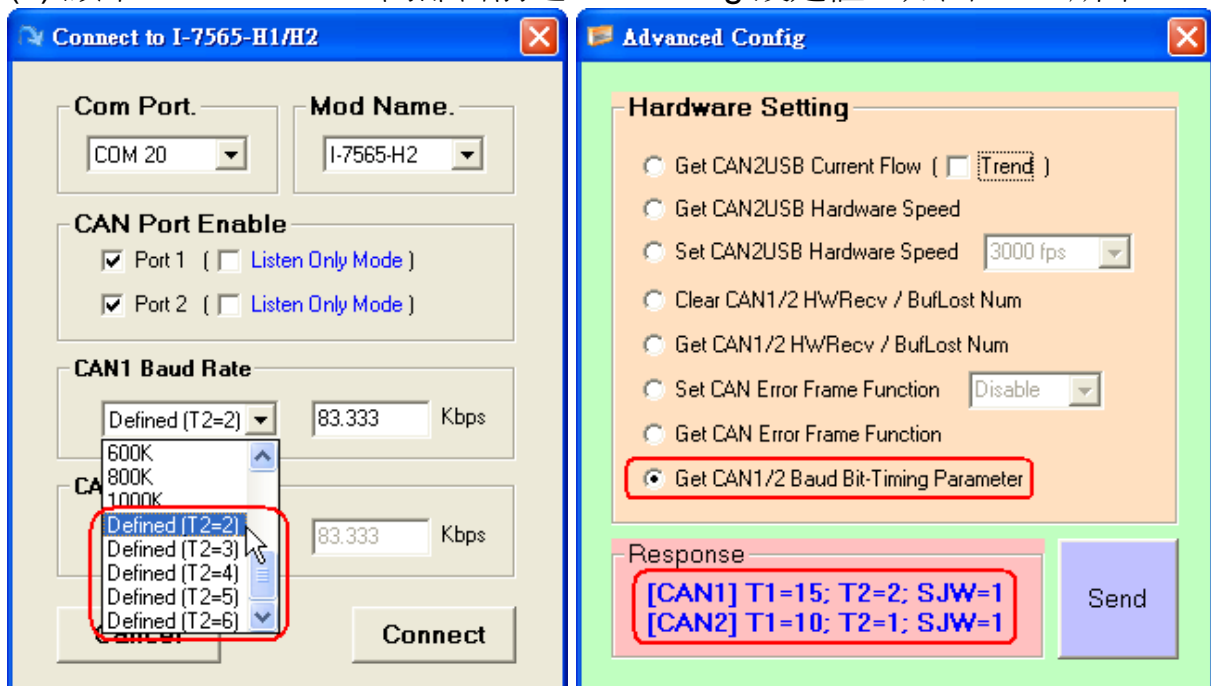 Connect to I-7565-H1/H2
Com Port.
Mod Name.
COM 20
I-7565-H2
CAN Port Enable
Port 1 ( Listen Only Mode )
Port 2 ( Listen Only Mode )
CAN1 Baud Rate
Defined (T2=2)
83.333
Kbps
600K
800K
1000K
Defined (T2=2)
Defined (T2=3)
Defined (T2=4)
Defined (T2=5)
Defined (T2=6)
CA
83.333
Kbps
Connect
Advanced Config
Hardware Setting
Get CAN2USB Current Flow ( Trend )
Get CAN2USB Hardware Speed
Set CAN2USB Hardware Speed 3000 fps
Clear CAN1/2 HWRecv / BufLost Num
Get CAN1/2 HWRecv / BufLost Num
Set CAN Error Frame Function Disable
Get CAN Error Frame Function
Get CAN1/2 Baud Bit-Timing Parameter
Response
[CAN1] T1=15; T2=2; SJW=1
[CAN2] T1=10; T2=1; SJW=1
Send